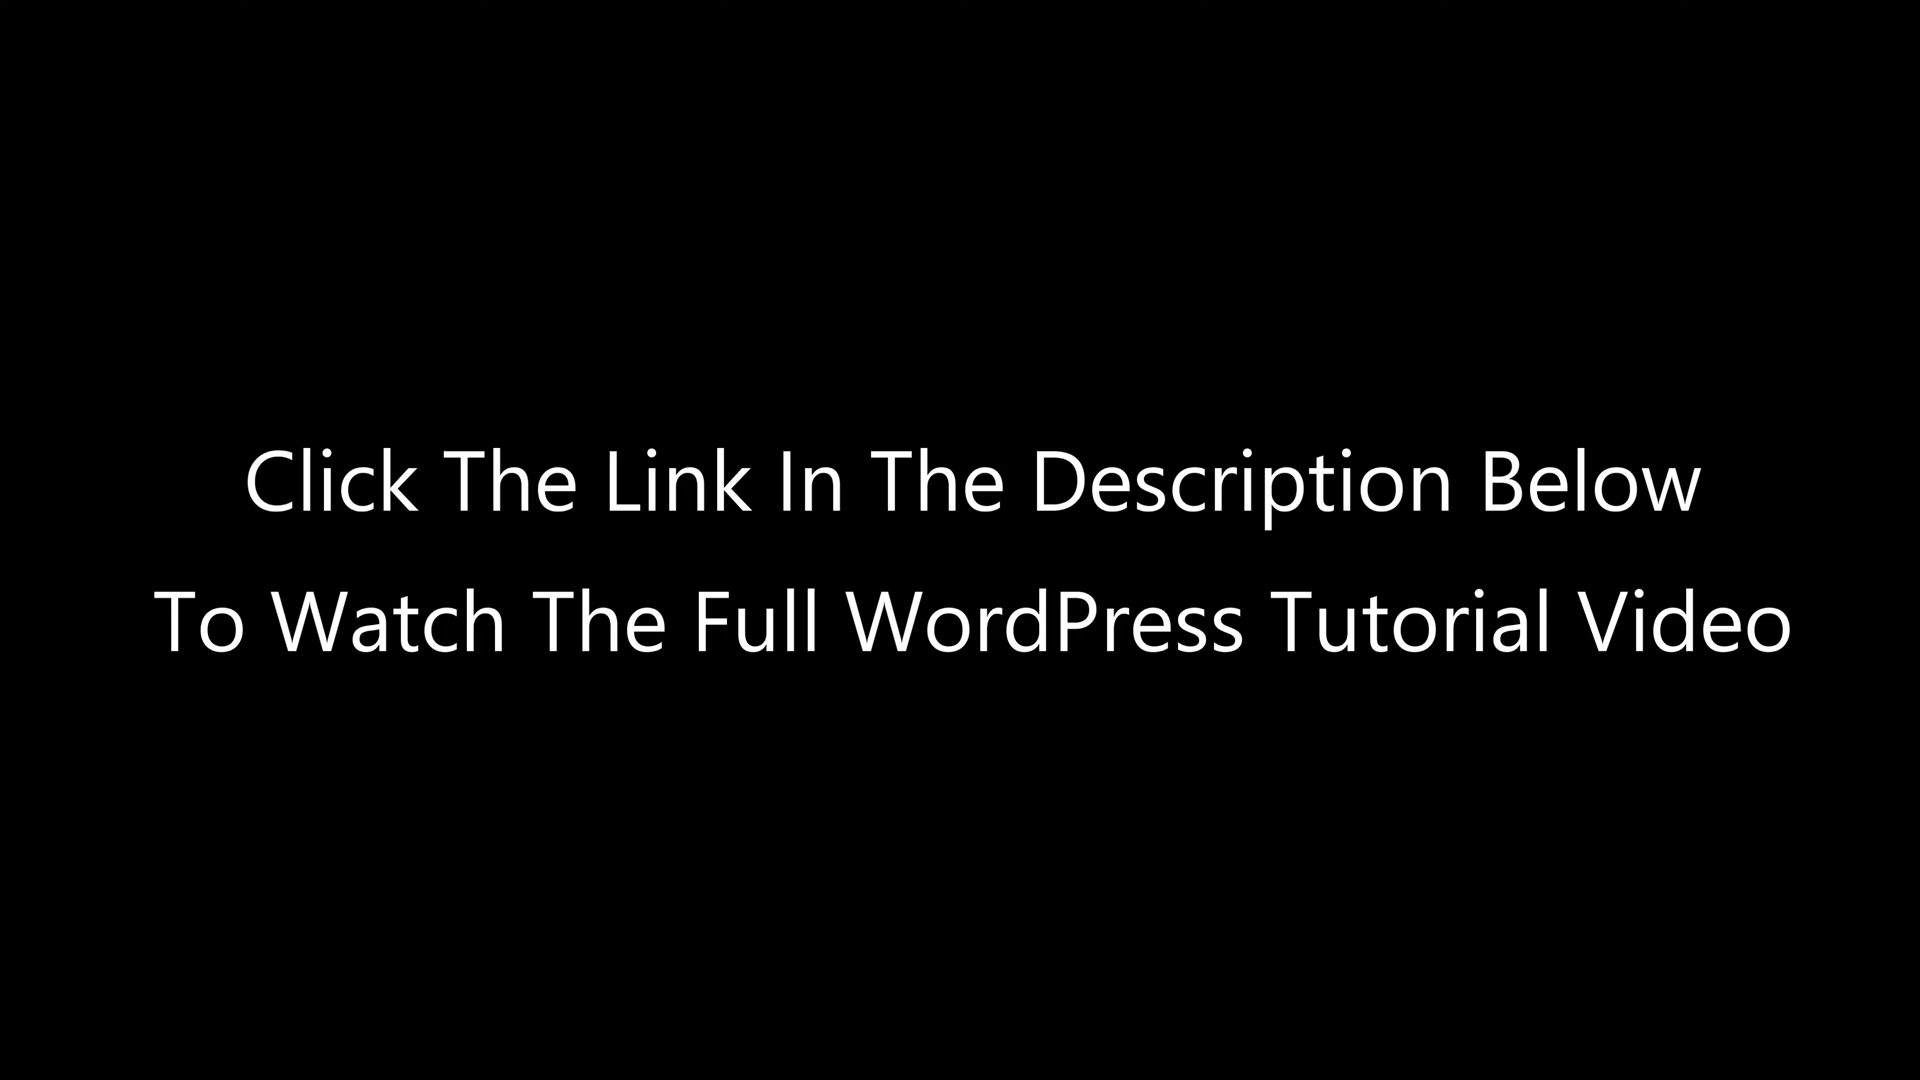 Click The Link In The Description Below
To Watch The Full WordPress Tutorial Video